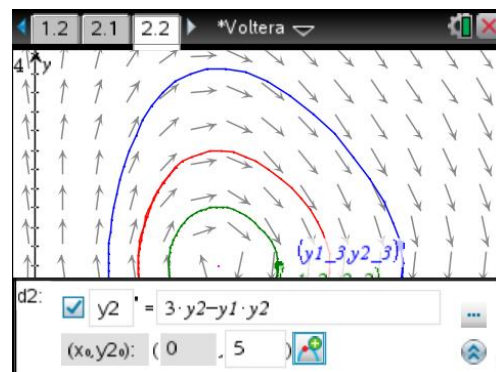 1.2 2.1 2.2 *Voltera
4 y
(y1_3,y2_3)
d2: y2 ' = 3·y2−y1·y2 ...
(x₀,y2₀): ( 0 , 5 )